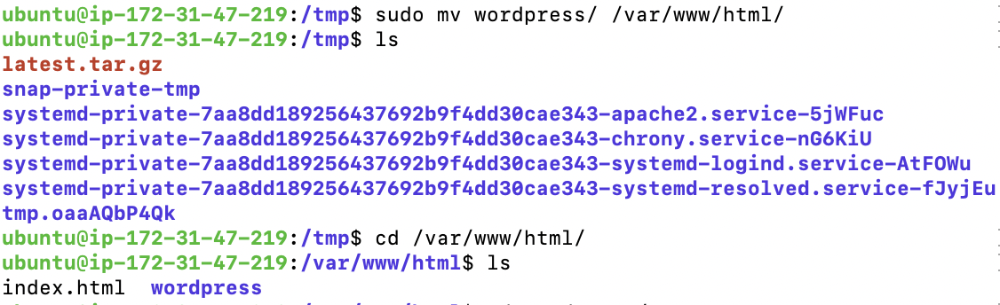 ubuntu@ip-172-31-47-219:/tmp$ sudo mv wordpress/ /var/www/html/
ubuntu@ip-172-31-47-219:/tmp$ ls
latest.tar.gz
snap-private-tmp
systemd-private-7aa8dd189256437692b9f4dd30cae343-apache2.service-5jWFuc
systemd-private-7aa8dd189256437692b9f4dd30cae343-chrony.service-nG6KiU
systemd-private-7aa8dd189256437692b9f4dd30cae343-systemd-logind.service-AtFOWu
systemd-private-7aa8dd189256437692b9f4dd30cae343-systemd-resolved.service-fJyjEu
tmp.oaaAQbP4Qk
ubuntu@ip-172-31-47-219:/tmp$ cd /var/www/html/
ubuntu@ip-172-31-47-219:/var/www/html$ ls
index.html  wordpress